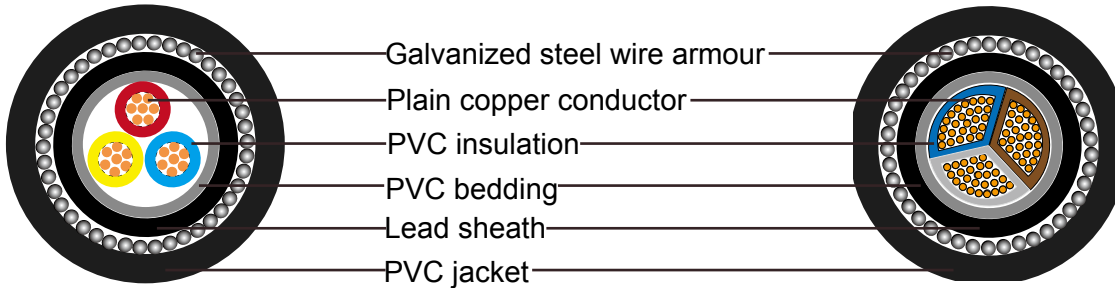 Galvanized steel wire armour
Plain copper conductor
PVC insulation
PVC bedding
Lead sheath
PVC jacket